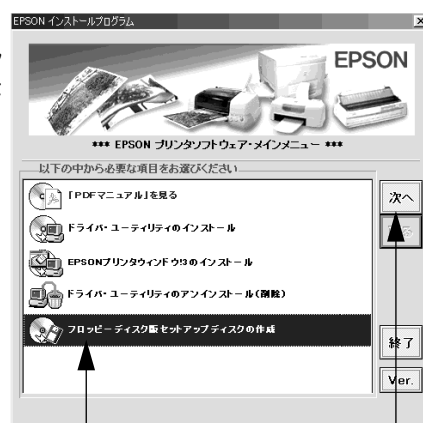 EPSON インストールプログラム
EPSON
*** EPSON プリンタソフトウェア・メインメニュー ***
以下の中から必要な項目をお選びください
「PDFマニュアル」を見る
次へ
ドライバ・ユーティリティのインストール
EPSONプリンタウィンドウ!3のインストール
ドライバ・ユーティリティのアンインストール(削除)
フロッピーディスク版セットアップディスクの作成
終了
Ver.